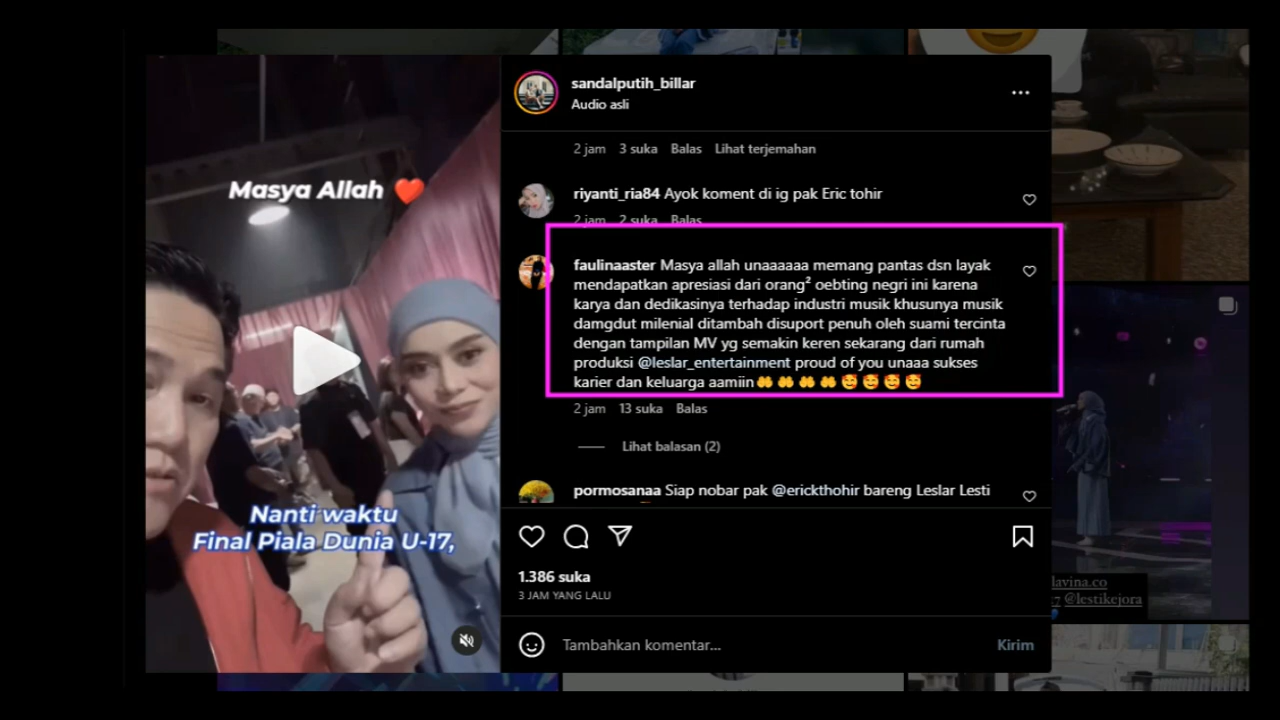 Masya Allah ❤️
Nanti waktu
Final Piala Dunia U-17,
sandalputih_billar
Audio asli
2 jam 3 suka Balas Lihat terjemahan
riyanti_ria84 Ayok koment di ig pak Eric tohir
2 jam 2 suka Balas
faulinaaster Masya allah unaaaaaa memang pantas dsn layak
mendapatkan apresiasi dari orang² oebting negri ini karena
karya dan dedikasinya terhadap industri musik khusunya musik
damgdut milenial ditambah disuport penuh oleh suami tercinta
dengan tampilan MV yg semakin keren sekarang dari rumah
produksi @leslar_entertainment proud of you unaaa sukses
karier dan keluarga aamiin🤲🤲🤲🤲🥰🥰🥰🥰
2 jam 13 suka Balas
Lihat balasan (2)
pormosanaa Siap nobar pak @erickthohir bareng Leslar Lesti
1.386 suka
3 JAM YANG LALU
Tambahkan komentar...
Kirim
lavina.co
@lestikejora